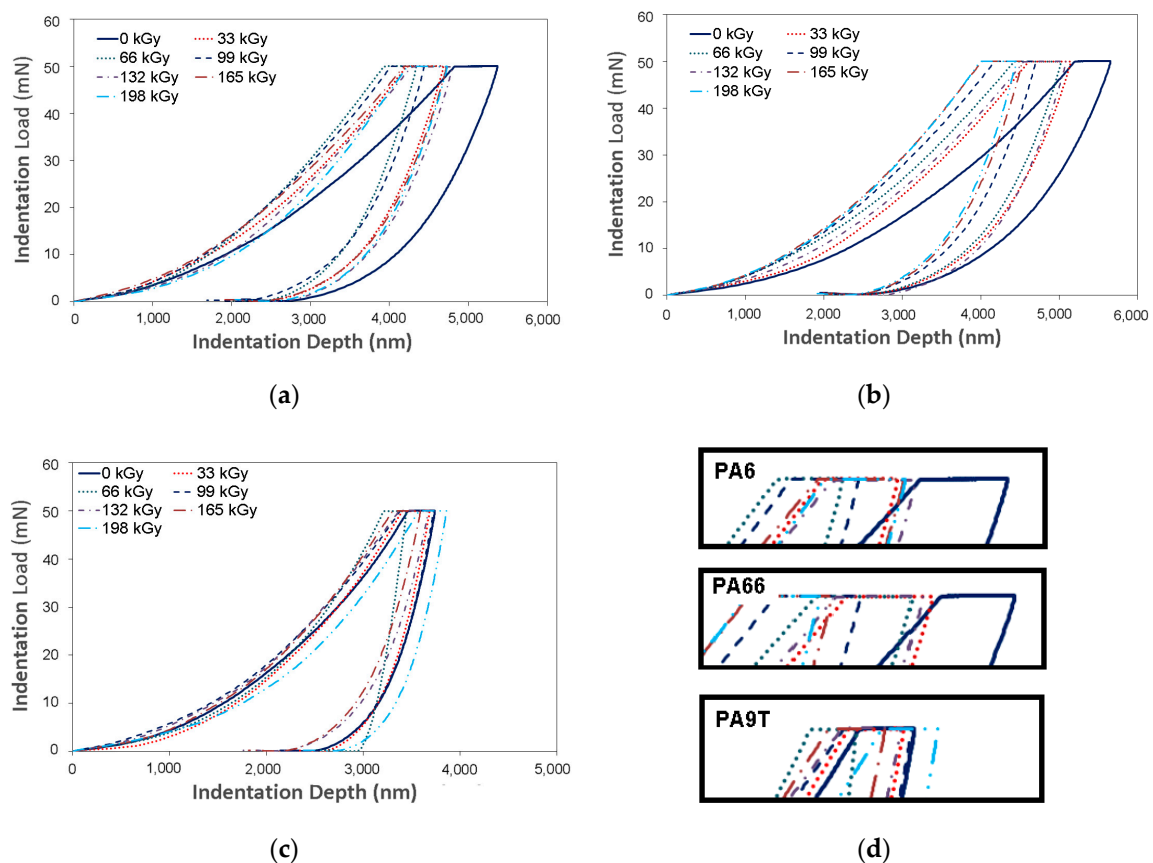 60
50
40
30
20
10
0
Indentation Load (mN)
0 kGy 33 kGy
66 kGy 99 kGy
132 kGy 165 kGy
198 kGy
0 1,000 2,000 3,000 4,000 5,000 6,000
Indentation Depth (nm)
(a)
60
50
40
30
20
10
0
Indentation Load (mN)
0 kGy 33 kGy
66 kGy 99 kGy
132 kGy 165 kGy
198 kGy
0 1,000 2,000 3,000 4,000 5,000 6,000
Indentation Depth (nm)
(b)
60
50
40
30
20
10
0
Indentation Load (mN)
0 kGy 33 kGy
66 kGy 99 kGy
132 kGy 165 kGy
198 kGy
0 1,000 2,000 3,000 4,000 5,000
Indentation Depth (nm)
(c)
PA6
PA66
PA9T
(d)